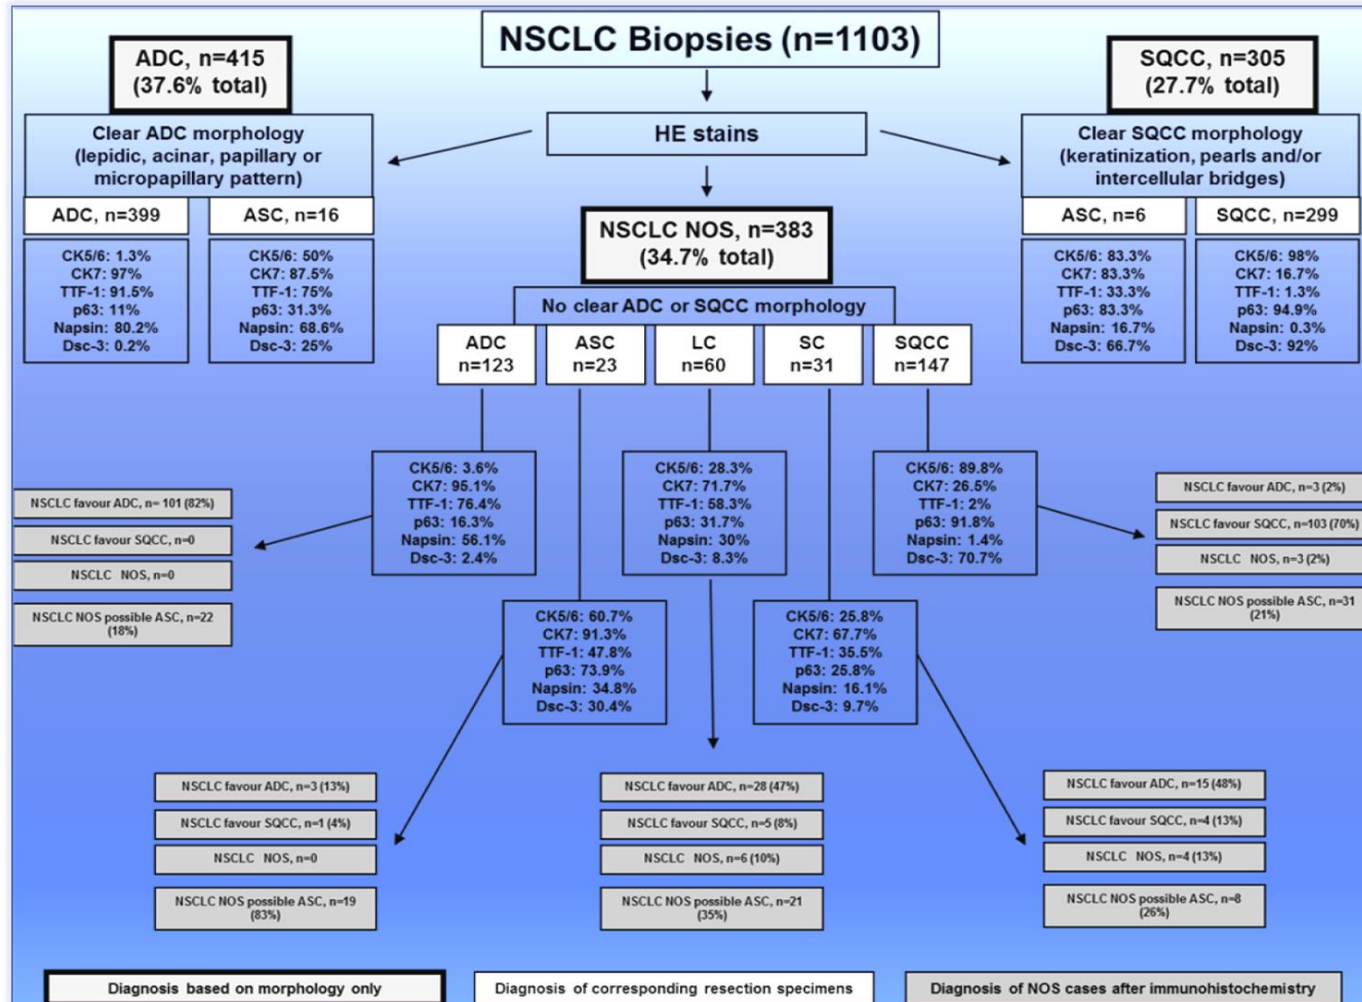 NSCLC Biopsies (n=1103)
ADC, n=415
(37.6% total)
SQCC, n=305
(27.7% total)
HE stains
Clear ADC morphology
(lepidic, acinar, papillary or
micropapillary pattern)
ADC, n=399
CK5/6: 1.3%
CK7: 97%
TTF-1: 91.5%
p63: 11%
Napsin: 80.2%
Dsc-3: 0.2%
ASC, n=16
CK5/6: 50%
CK7: 87.5%
TTF-1: 75%
p63: 31.3%
Napsin: 68.6%
Dsc-3: 25%
Clear SQCC morphology
(keratinization, pearls and/or
intercellular bridges)
ASC, n=6
CK5/6: 83.3%
CK7: 83.3%
TTF-1: 33.3%
p63: 83.3%
Napsin: 16.7%
Dsc-3: 66.7%
SQCC, n=299
CK5/6: 98%
CK7: 16.7%
TTF-1: 1.3%
p63: 94.9%
Napsin: 0.3%
Dsc-3: 92%
NSCLC NOS, n=383
(34.7% total)
No clear ADC or SQCC morphology
ADC
n=123
ASC
n=23
LC
n=60
SC
n=31
SQCC
n=147
CK5/6: 3.6%
CK7: 95.1%
TTF-1: 76.4%
p63: 16.3%
Napsin: 56.1%
Dsc-3: 2.4%
CK5/6: 28.3%
CK7: 71.7%
TTF-1: 58.3%
p63: 31.7%
Napsin: 30%
Dsc-3: 8.3%
CK5/6: 89.8%
CK7: 26.5%
TTF-1: 2%
p63: 91.8%
Napsin: 1.4%
Dsc-3: 70.7%
NSCLC favour ADC, n= 101 (82%)
NSCLC favour SQCC, n=0
NSCLC NOS, n=0
NSCLC NOS possible ASC, n=22
(18%)
NSCLC favour ADC, n=3 (2%)
NSCLC favour SQCC, n=103 (70%)
NSCLC NOS, n=3 (2%)
NSCLC NOS possible ASC, n=31
(21%)
CK5/6: 60.7%
CK7: 91.3%
TTF-1: 47.8%
p63: 73.9%
Napsin: 34.8%
Dsc-3: 30.4%
CK5/6: 25.8%
CK7: 67.7%
TTF-1: 35.5%
p63: 25.8%
Napsin: 16.1%
Dsc-3: 9.7%
NSCLC favour ADC, n=3 (13%)
NSCLC favour SQCC, n=1 (4%)
NSCLC NOS, n=0
NSCLC NOS possible ASC, n=19
(83%)
NSCLC favour ADC, n=28 (47%)
NSCLC favour SQCC, n=5 (8%)
NSCLC NOS, n=6 (10%)
NSCLC NOS possible ASC, n=21
(35%)
NSCLC favour ADC, n=15 (48%)
NSCLC favour SQCC, n=4 (13%)
NSCLC NOS, n=4 (13%)
NSCLC NOS possible ASC, n=8
(26%)
Diagnosis based on morphology only
Diagnosis of corresponding resection specimens
Diagnosis of NOS cases after immunohistochemistry